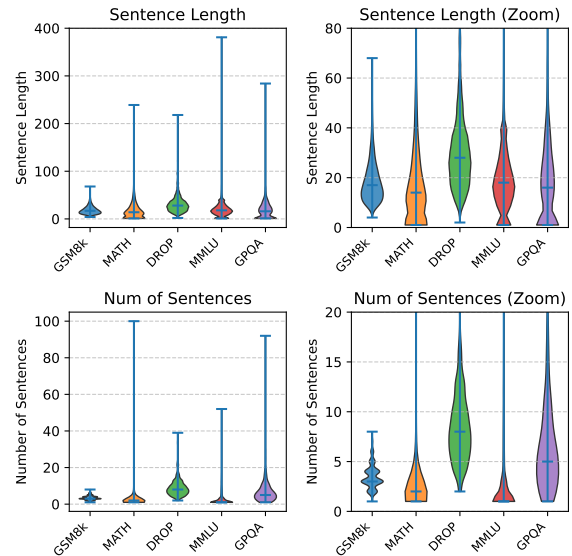 Sentence Length
Sentence Length
400
300
200
100
0
GSM8k
MATH
DROP
MMLU
GPQA
Sentence Length (Zoom)
Sentence Length
80
60
40
20
0
GSM8k
MATH
DROP
MMLU
GPQA
Num of Sentences
Number of Sentences
100
80
60
40
20
0
GSM8k
MATH
DROP
MMLU
GPQA
Num of Sentences (Zoom)
Number of Sentences
20
15
10
5
0
GSM8k
MATH
DROP
MMLU
GPQA